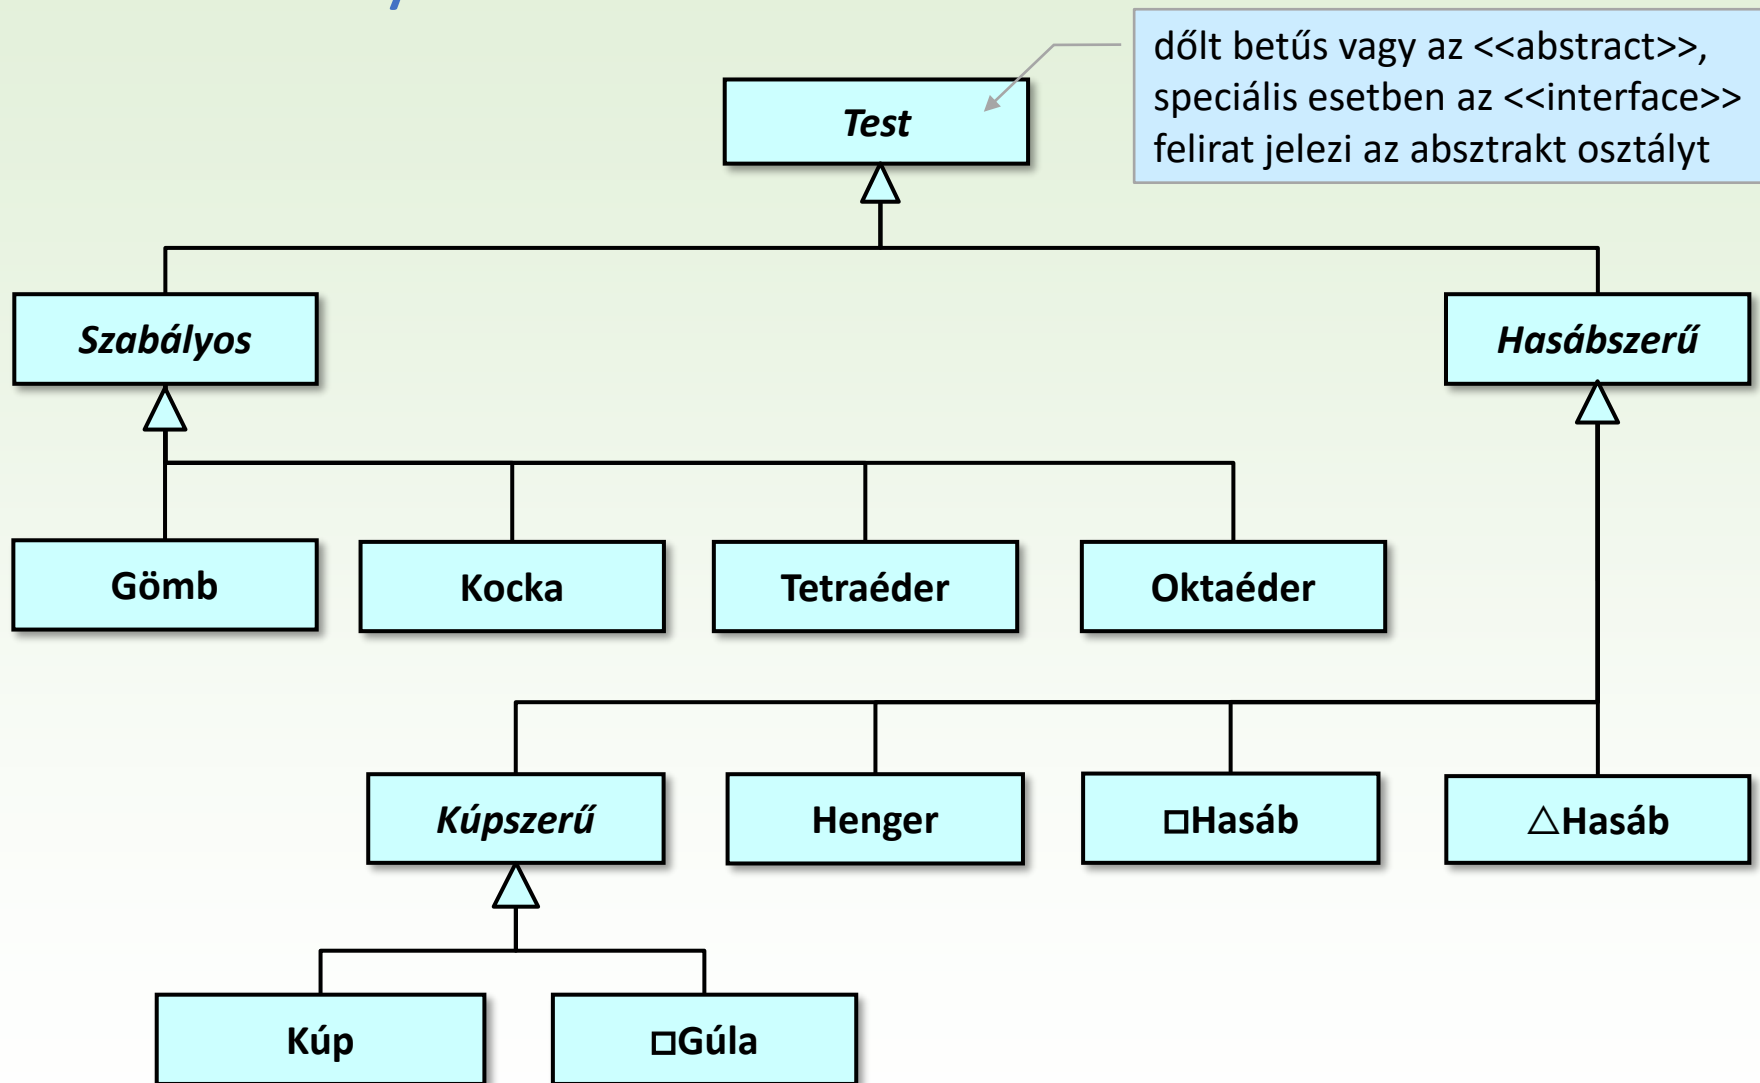 dőlt betűs vagy az <<abstract>>,
speciális esetben az <<interface>>
felirat jelezi az absztrakt osztályt
Test
Szabályos
Hasábszerű
Gömb
Kocka
Tetraéder
Oktaéder
Kúpszerű
Henger
□Hasáb
△Hasáb
Kúp
□Gúla